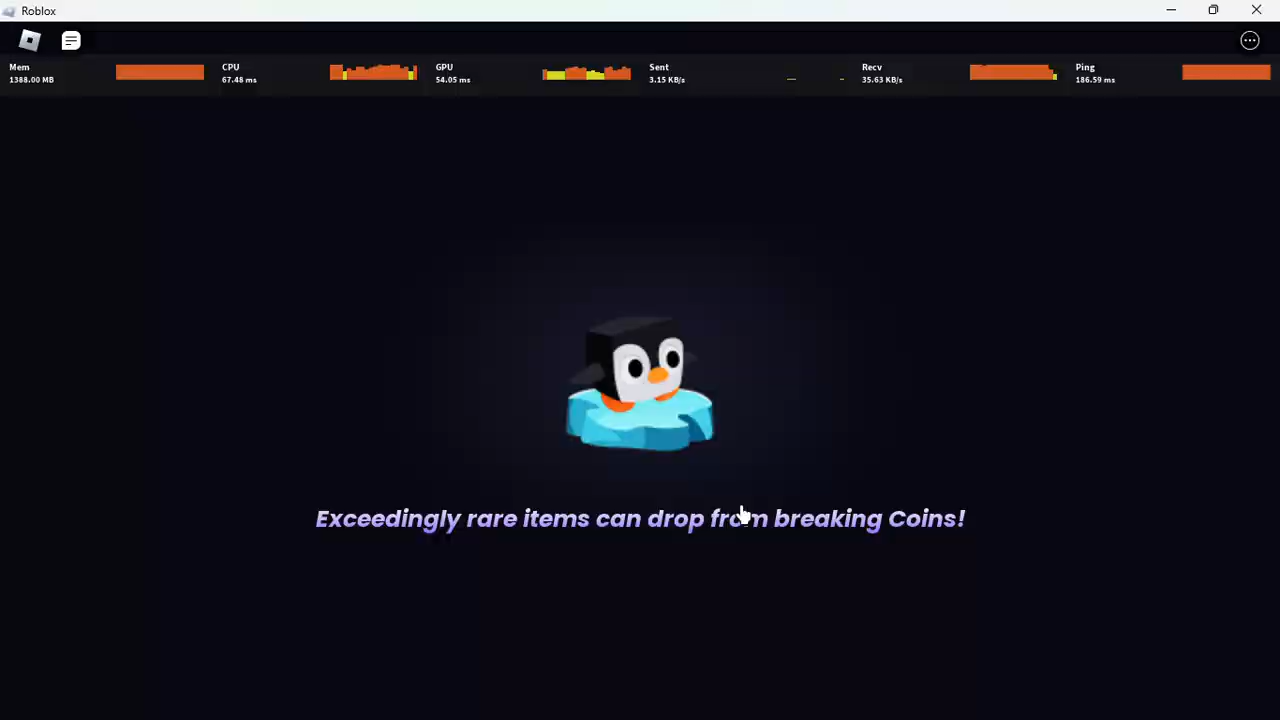 Roblox
Mem
1388.00 MB
CPU
67.48 ms
GPU
54.05 ms
Sent
3.15 KB/s
Recv
35.63 KB/s
Ping
186.59 ms
Exceedingly rare items can drop from breaking Coins!